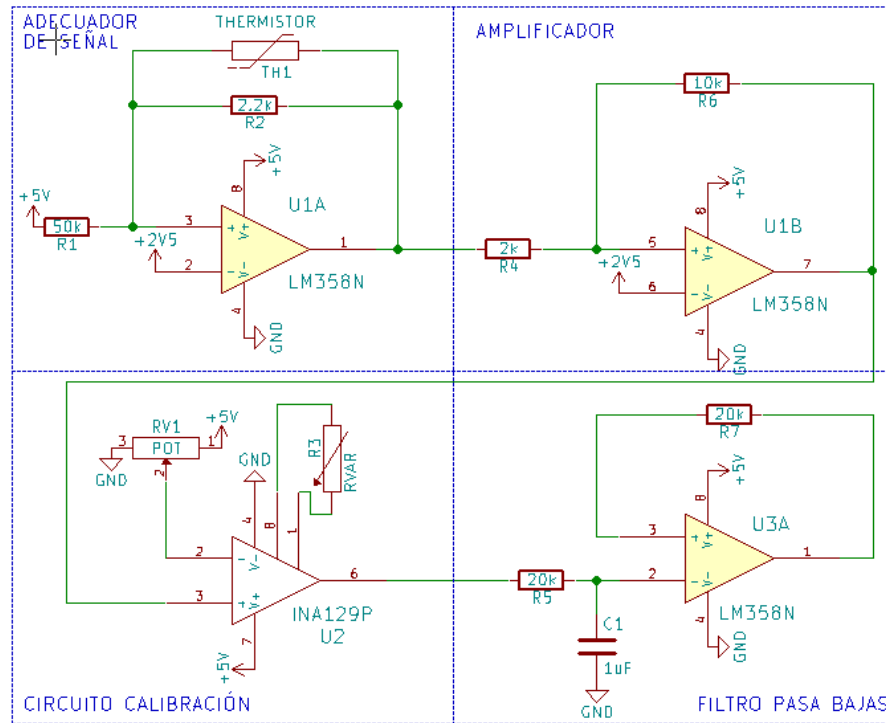 ADECUADOR
DE SEÑAL
THERMISTOR
TH1
2.2k
R2
+5V
8
+5V
50k
R1
+2V5
3
2
+
V+
-
V-
1
U1A
LM358N
4
GND
AMPLIFICADOR
10k
R6
2k
R4
+5V
8
+2V5
5
6
+
V+
-
V-
7
U1B
LM358N
4
GND
RV1
+5V
3
POT
1
GND
2
GND
R3
RVAR
4
8
1
2
3
-
V-
+
V+
6
INA129P
U2
7
+5V
CIRCUITO CALIBRACIÓN
20k
R7
+5V
8
3
2
+
V+
-
V-
1
U3A
LM358N
4
GND
20k
R5
C1
1uF
GND
FILTRO PASA BAJAS